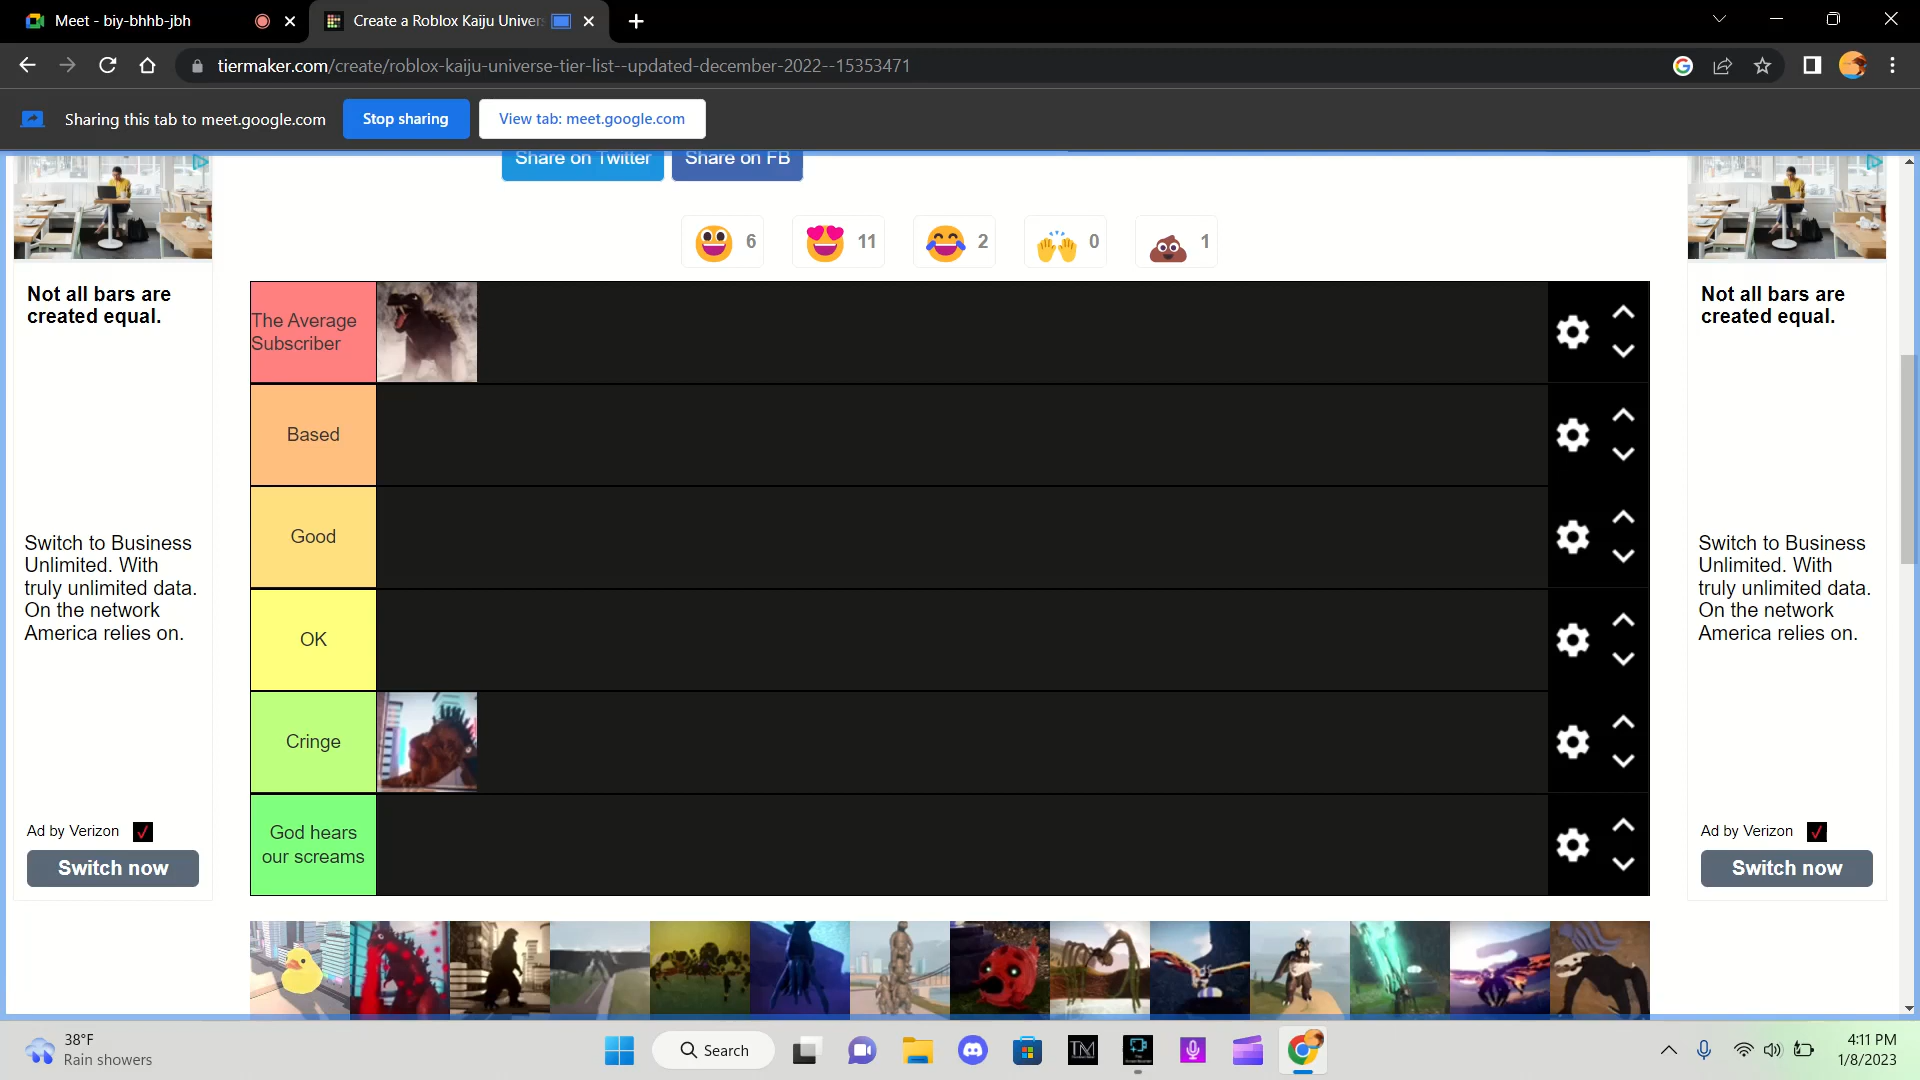 Meet - biy-bhhb-jbh
Create a Roblox Kaiju Univers
tiermaker.com/create/roblox-kaiju-universe-tier-list--updated-december-2022--15353471
Sharing this tab to meet.google.com
Stop sharing
View tab: meet.google.com
Share on Twitter
Share on FB
6
11
2
0
1
Not all bars are
created equal.
Switch to Business
Unlimited. With
truly unlimited data.
On the network
America relies on.
Ad by Verizon
Switch now
The Average
Subscriber
Based
Good
OK
Cringe
God hears
our screams
Not all bars are
created equal.
Switch to Business
Unlimited. With
truly unlimited data.
On the network
America relies on.
Ad by Verizon
Switch now
38°F
Rain showers
Search
4:11 PM
1/8/2023